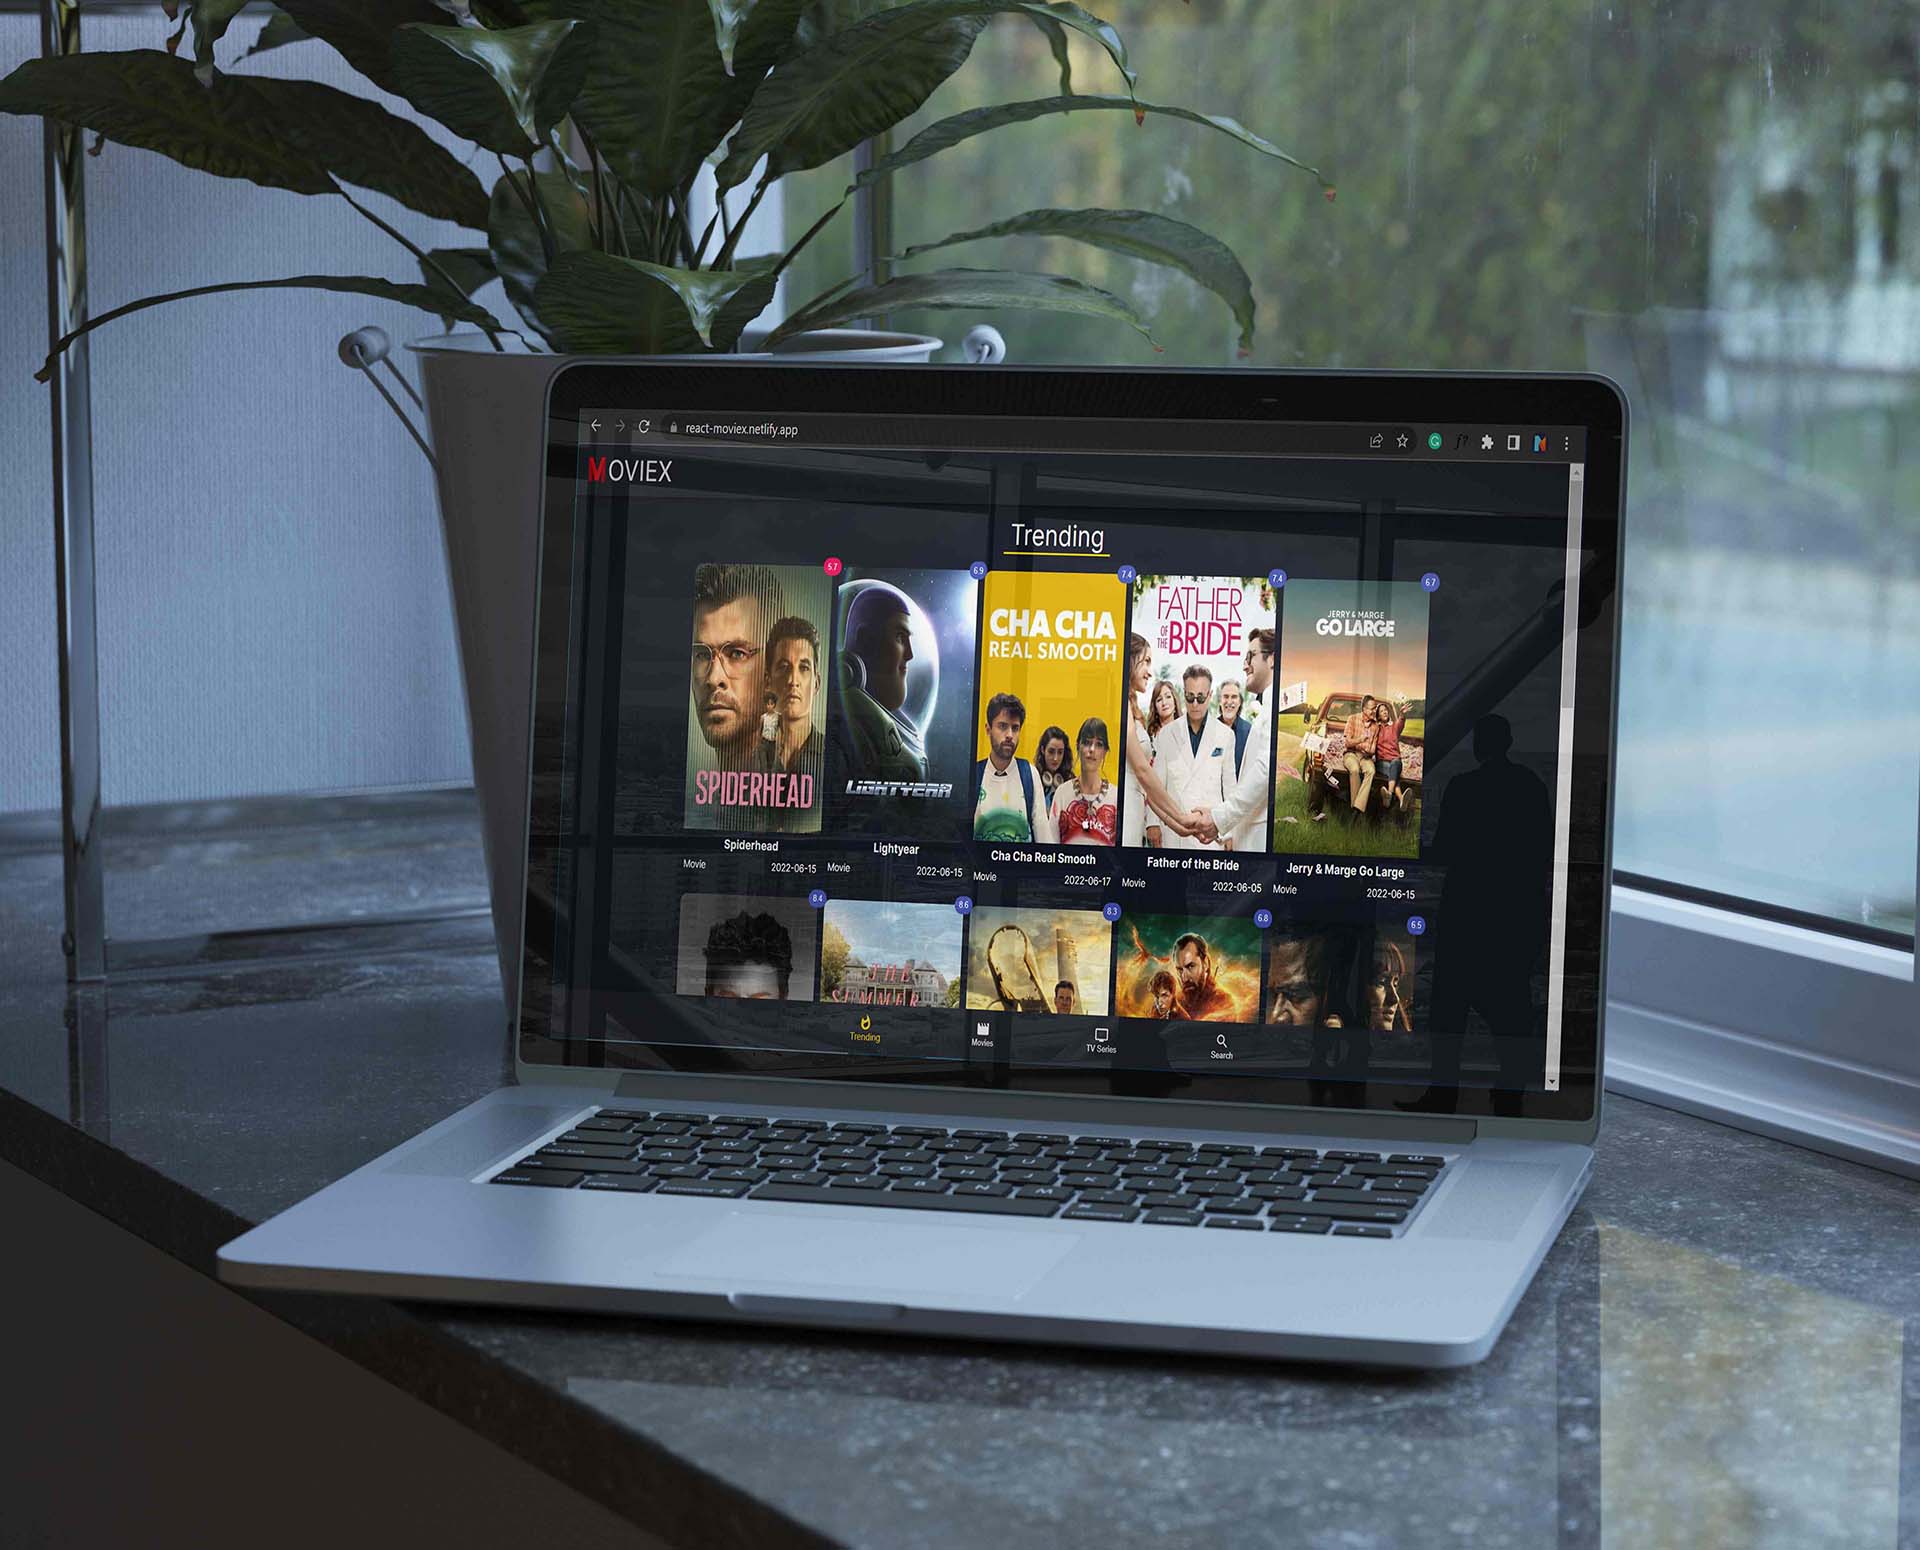 react-moviex.netlify.app
MOVIEX
Trending
5.7
6.9
7.4
7.4
6.7
SPIDERHEAD
LIGHTYEAR
CHA CHA
REAL SMOOTH
tv+
FATHER
OF THE
BRIDE
JERRY & MARGE
GO LARGE
Spiderhead
Movie 2022-06-15
Lightyear
Movie 2022-06-15
Cha Cha Real Smooth
Movie 2022-06-17
Father of the Bride
Movie 2022-06-05
Jerry & Marge Go Large
Movie 2022-06-15
8.4
8.6
8.3
6.8
6.5
THE
SUMMER
Trending
Movies
TV Series
Search